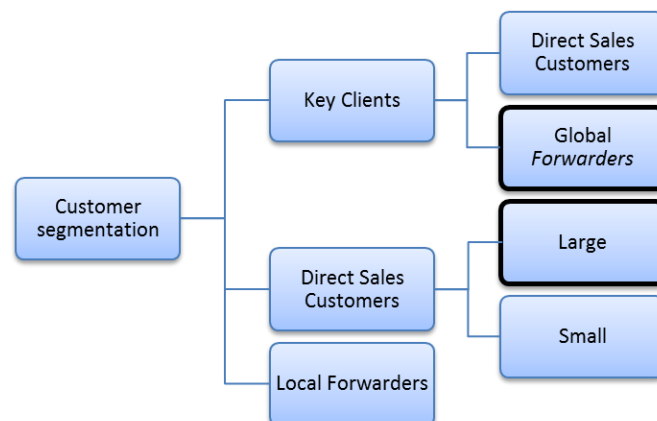 Customer
segmentation
Key Clients
Direct Sales
Customers
Global
Forwarders
Direct Sales
Customers
Large
Small
Local Forwarders